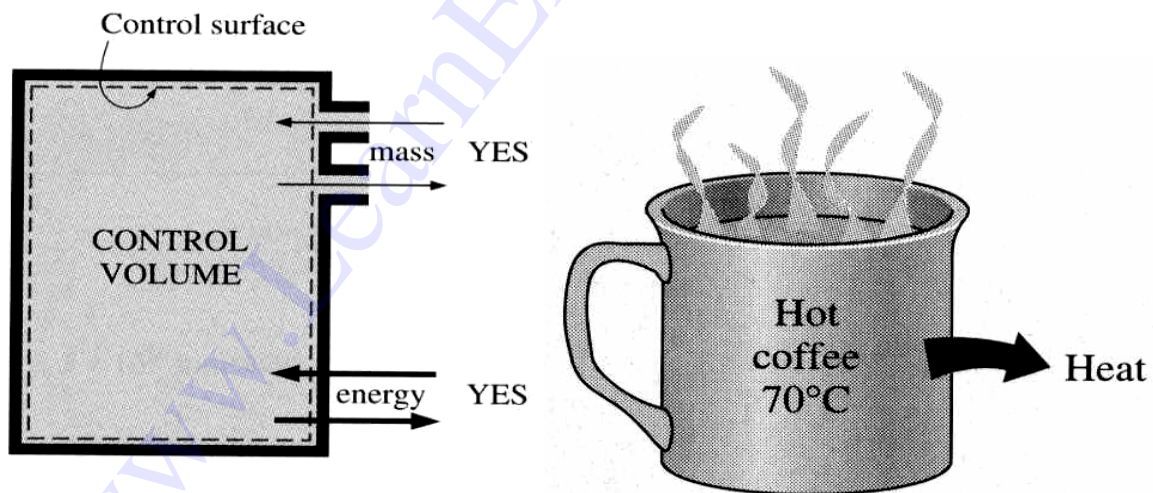 Control surface
mass YES
CONTROL
VOLUME
energy YES
Hot
coffee
70°C
Heat